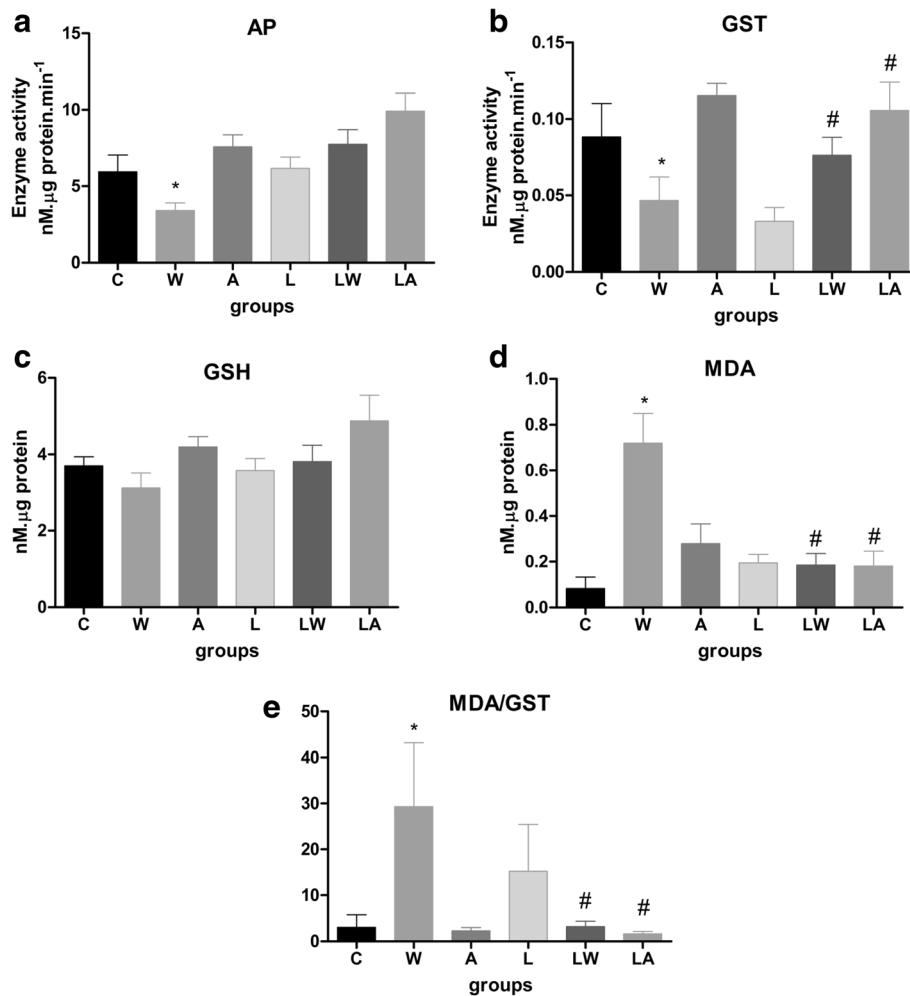 a
AP
Enzyme activity
nM.µg protein.min⁻¹
15
10
5
0
*
C W A L LW LA
groups
b
GST
Enzyme activity
nM.µg protein.min⁻¹
0.15
0.10
0.05
0.00
* # #
C W A L LW LA
groups
c
GSH
nM.µg protein
6
4
2
0
C W A L LW LA
groups
d
MDA
nM.µg protein
1.0
0.8
0.6
0.4
0.2
0.0
* # #
C W A L LW LA
groups
e
MDA/GST
50
40
30
20
10
0
* # #
C W A L LW LA
groups